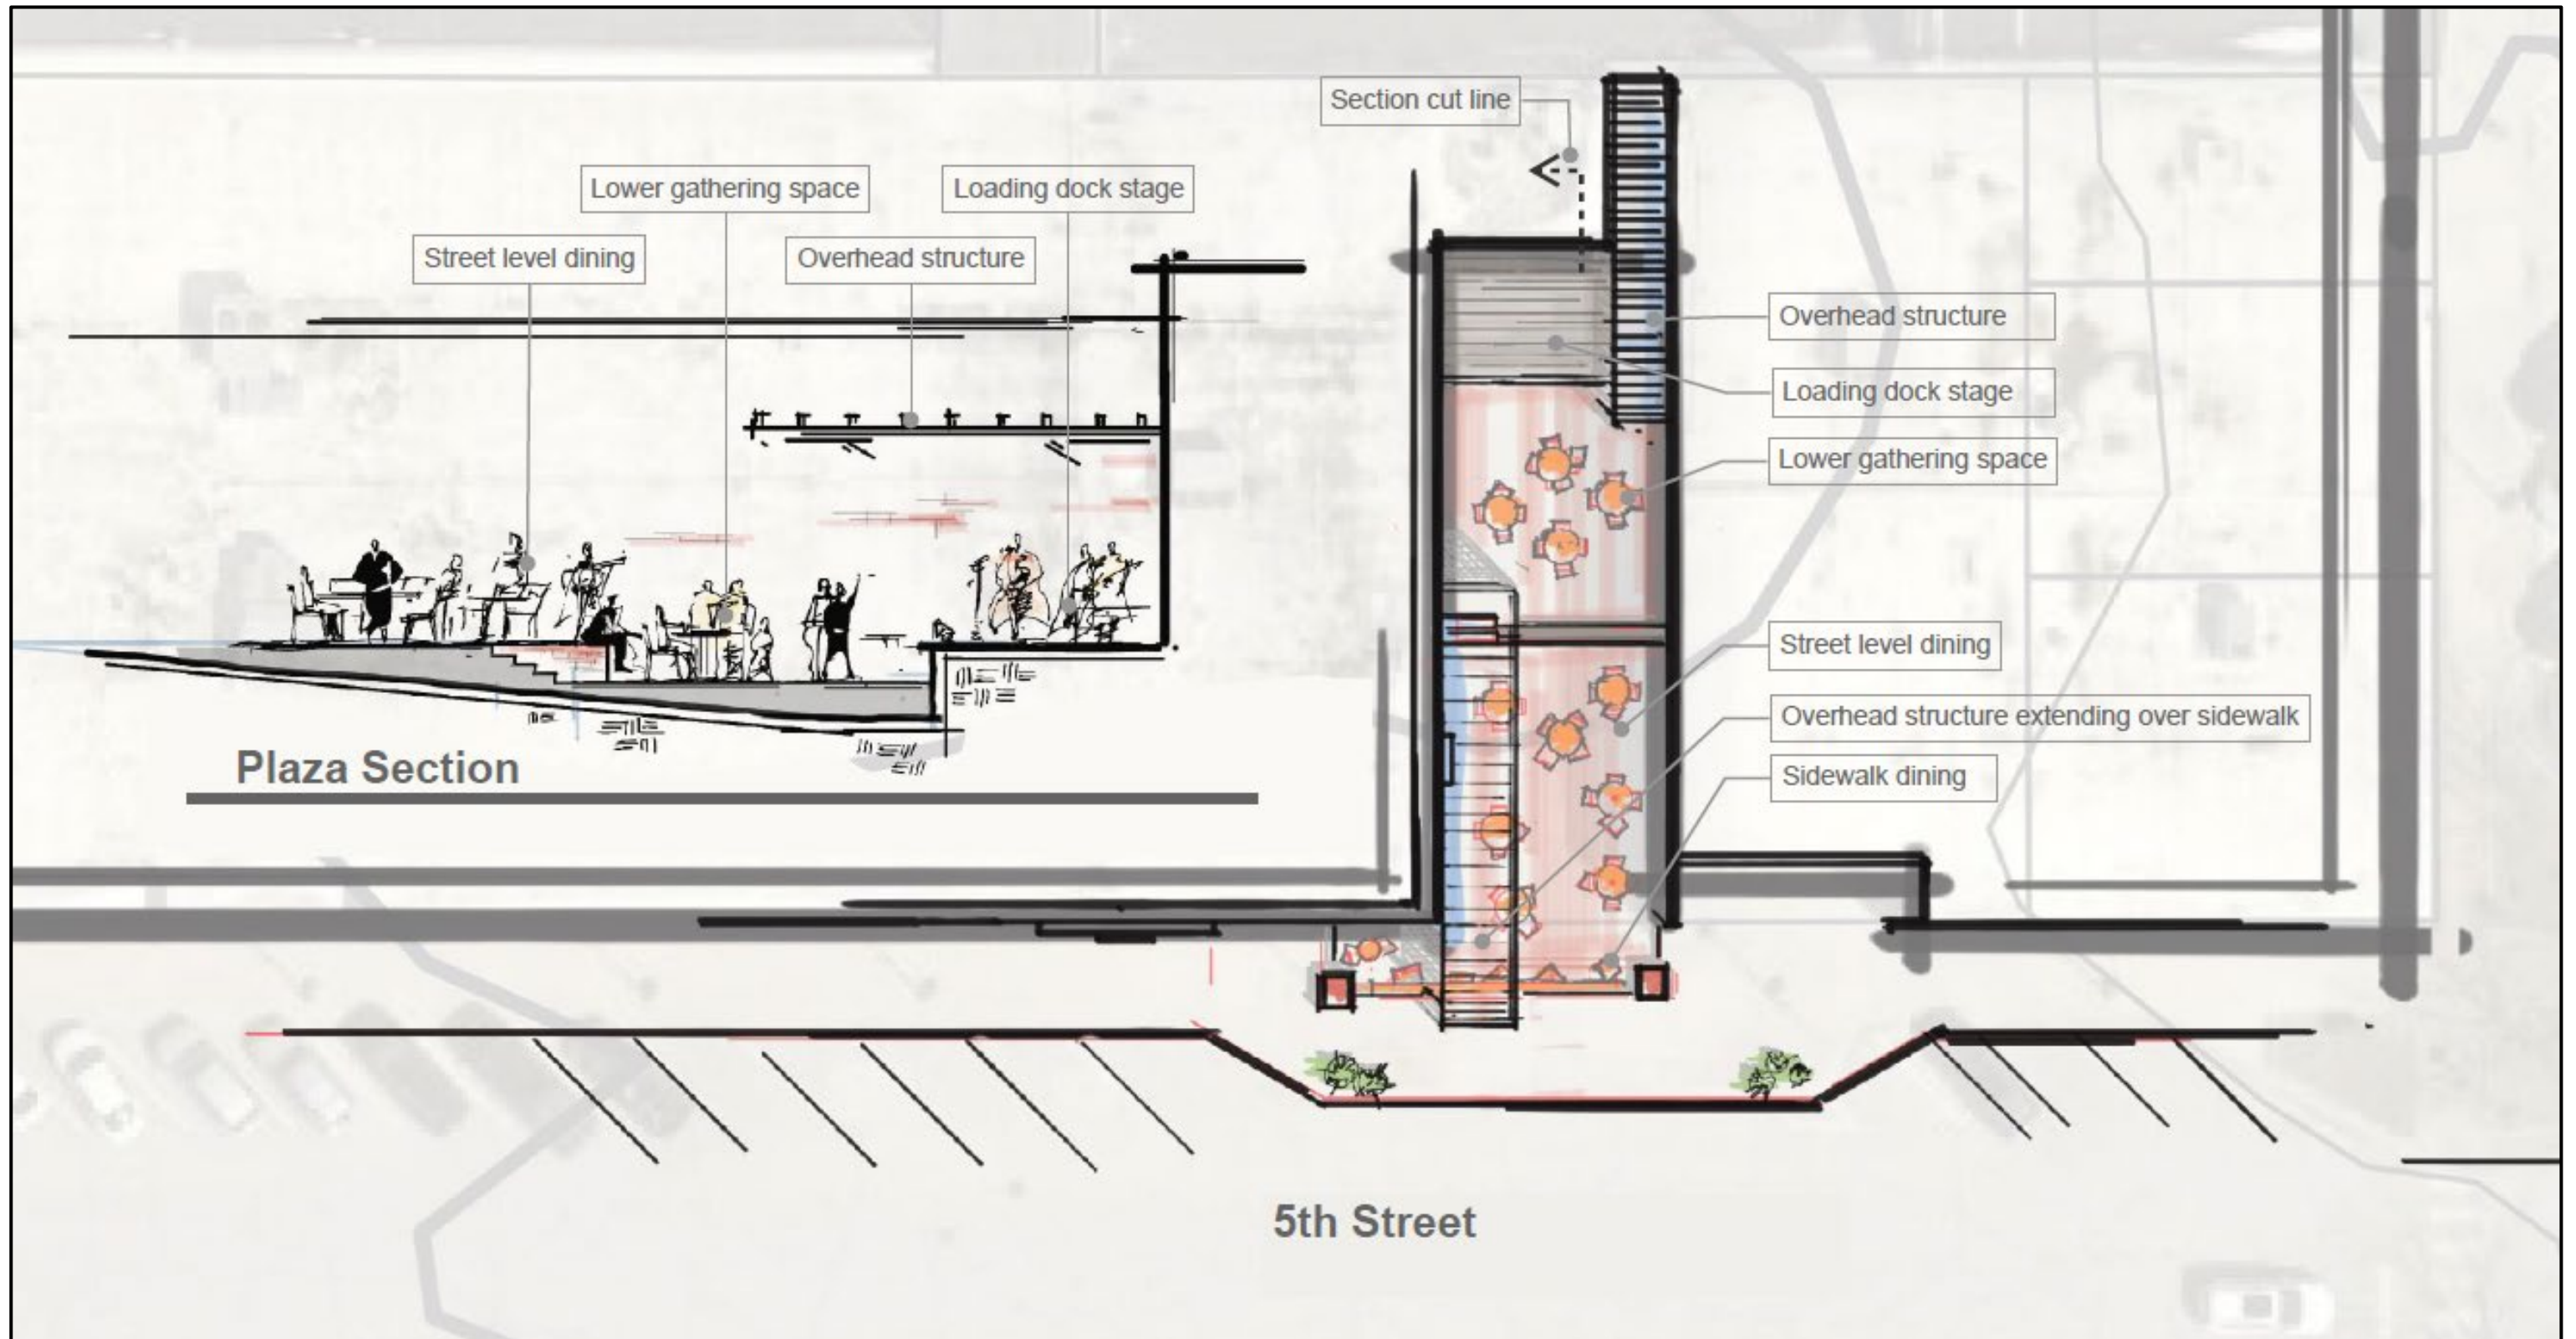 Section cut line
Lower gathering space
Loading dock stage
Street level dining
Overhead structure
Overhead structure
Loading dock stage
Lower gathering space
Street level dining
Overhead structure extending over sidewalk
Sidewalk dining
Plaza Section
5th Street